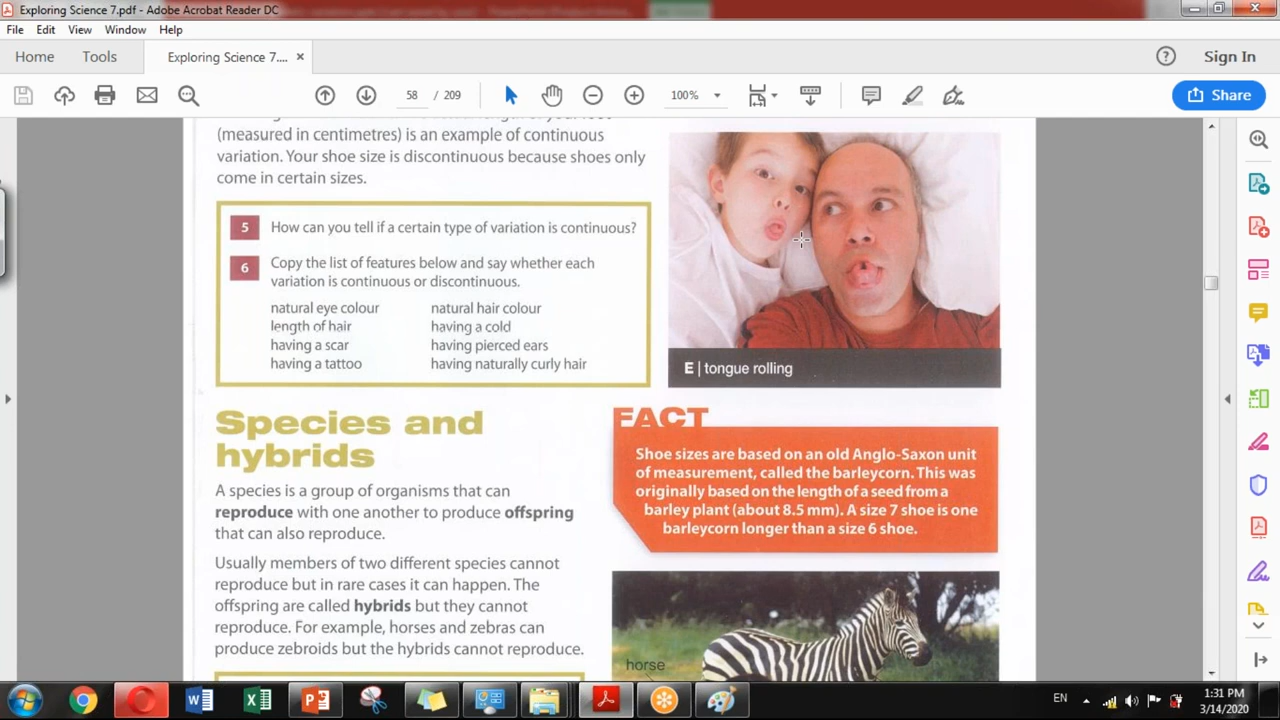 Exploring Science 7.pdf - Adobe Acrobat Reader DC
File Edit View Window Help
Home Tools Exploring Science 7.... × Sign In
58 / 209 100% Share
(measured in centimetres) is an example of continuous
variation. Your shoe size is discontinuous because shoes only
come in certain sizes.
5 How can you tell if a certain type of variation is continuous?
6 Copy the list of features below and say whether each
variation is continuous or discontinuous.
natural eye colour natural hair colour
length of hair having a cold
having a scar having pierced ears
having a tattoo having naturally curly hair
E | tongue rolling
Species and
hybrids
A species is a group of organisms that can
reproduce with one another to produce offspring
that can also reproduce.
Usually members of two different species cannot
reproduce but in rare cases it can happen. The
offspring are called hybrids but they cannot
reproduce. For example, horses and zebras can
produce zebroids but the hybrids cannot reproduce.
FACT
Shoe sizes are based on an old Anglo-Saxon unit
of measurement, called the barleycorn. This was
originally based on the length of a seed from a
barley plant (about 8.5 mm). A size 7 shoe is one
barleycorn longer than a size 6 shoe.
horse
EN
1:31 PM
3/14/2020